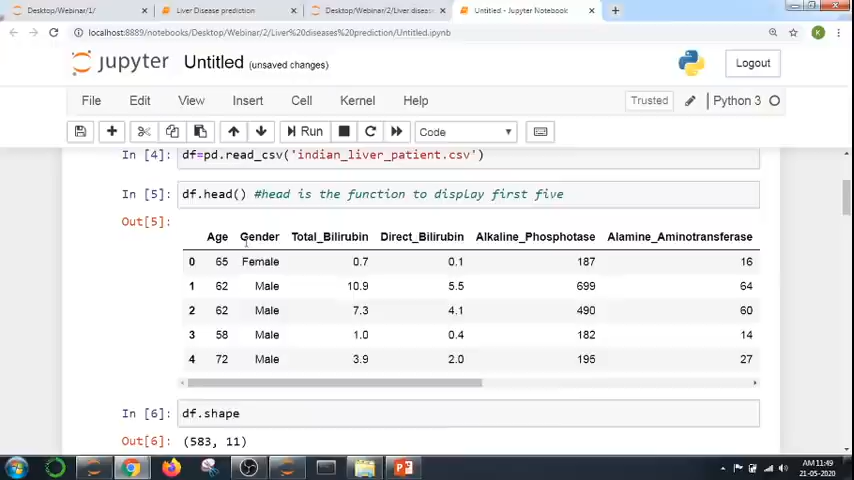 Desktop/Webinar/1/
Liver Disease prediction
Desktop/Webinar/2/Liver diseas
Untitled - Jupyter Notebook
localhost:8889/notebooks/Desktop/Webinar/2/Liver%20diseases%20prediction/Untitled.ipynb
K
jupyter Untitled (unsaved changes)
Logout
File Edit View Insert Cell Kernel Help
Trusted
Python 3
Run
Code
In [4]: df=pd.read_csv('indian_liver_patient.csv')
In [5]: df.head() #head is the function to display first five
Out[5]:
Age Gender Total_Bilirubin Direct_Bilirubin Alkaline_Phosphotase Alamine_Aminotransferase
0 65 Female 0.7 0.1 187 16
1 62 Male 10.9 5.5 699 64
2 62 Male 7.3 4.1 490 60
3 58 Male 1.0 0.4 182 14
4 72 Male 3.9 2.0 195 27
In [6]: df.shape
Out[6]: (583, 11)
AM 11:49
21-05-2020